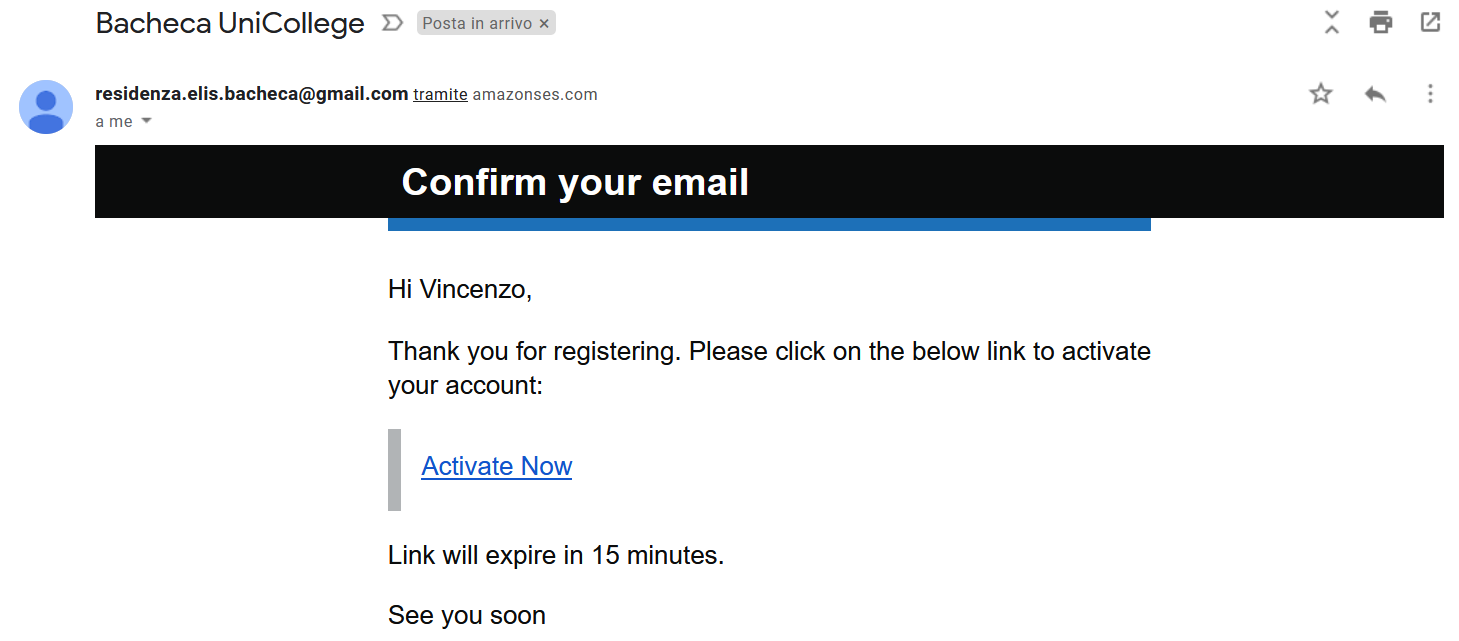 Bacheca UniCollege Posta in arrivo ×
residenza.elis.bacheca@gmail.com tramite amazonses.com
a me
Confirm your email
Hi Vincenzo,
Thank you for registering. Please click on the below link to activate
your account:
Activate Now
Link will expire in 15 minutes.
See you soon